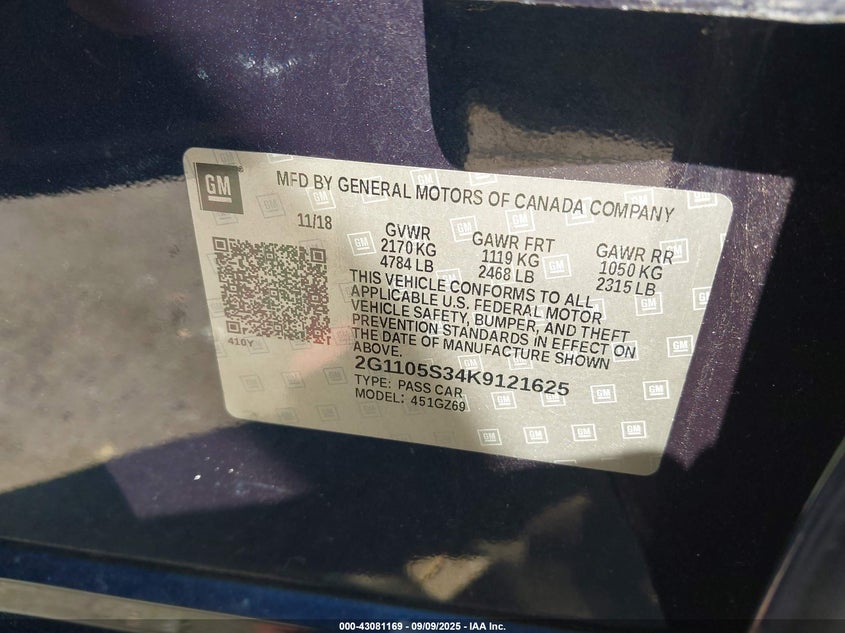 GM
MFD BY GENERAL MOTORS OF CANADA COMPANY
11/18
GVWR
2170 KG
4784 LB
GAWR FRT
1119 KG
2468 LB
GAWR RR
1050 KG
2315 LB
THIS VEHICLE CONFORMS TO ALL
APPLICABLE U.S. FEDERAL MOTOR
VEHICLE SAFETY, BUMPER, AND THEFT
PREVENTION STANDARDS IN EFFECT ON
THE DATE OF MANUFACTURE SHOWN
ABOVE.
410Y
2G1105S34K9121625
TYPE: PASS CAR
MODEL: 451GZ69
000-43081169 - 09/09/2025 - IAA Inc.